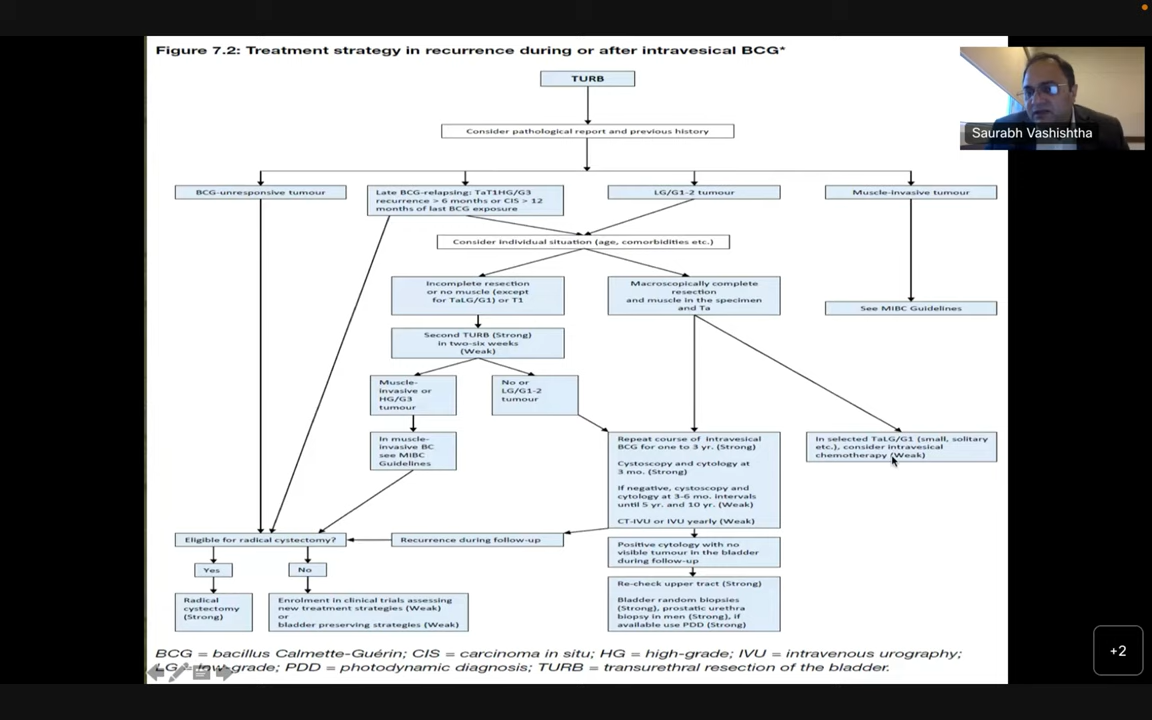 Figure 7.2: Treatment strategy in recurrence during or after intravesical BCG*
Saurabh Vashishtha
TURB
Consider pathological report and previous history
BCG-unresponsive tumour
Late BCG-relapsing: TaT1HG/G3
recurrence > 6 months or CIS > 12
months of last BCG exposure
LG/G1-2 tumour
Muscle-invasive tumour
Consider individual situation (age, comorbidities etc.)
Incomplete resection
or no muscle (except
for TaLG/G1) or T1
Macroscopically complete
resection
and muscle in the specimen
and Ta
See MIBC Guidelines
Second TURB (Strong)
in two-six weeks
(Weak)
Muscle-
invasive or
HG/G3
tumour
No or
LG/G1-2
tumour
In muscle-
invasive BC
see MIBC
Guidelines
Repeat course of intravesical
BCG for one to 3 yr. (Strong)
Cystoscopy and cytology at
3 mo. (Strong)
If negative, cystoscopy and
cytology at 3-6 mo. intervals
until 5 yr. and 10 yr. (Weak)
CT-IVU or IVU yearly (Weak)
In selected TaLG/G1 (small, solitary
etc.), consider intravesical
chemotherapy (Weak)
Eligible for radical cystectomy?
Recurrence during follow-up
Positive cytology with no
visible tumour in the bladder
during follow-up
Yes
No
Re-check upper tract (Strong)
Bladder random biopsies
(Strong), prostatic urethra
biopsy in men (Strong), if
available use PDD (Strong)
Radical
cystectomy
(Strong)
Enrolment in clinical trials assessing
new treatment strategies (Weak)
or
bladder preserving strategies (Weak)
BCG = bacillus Calmette-Guérin; CIS = carcinoma in situ; HG = high-grade; IVU = intravenous urography;
LG = low-grade; PDD = photodynamic diagnosis; TURB = transurethral resection of the bladder.
+2